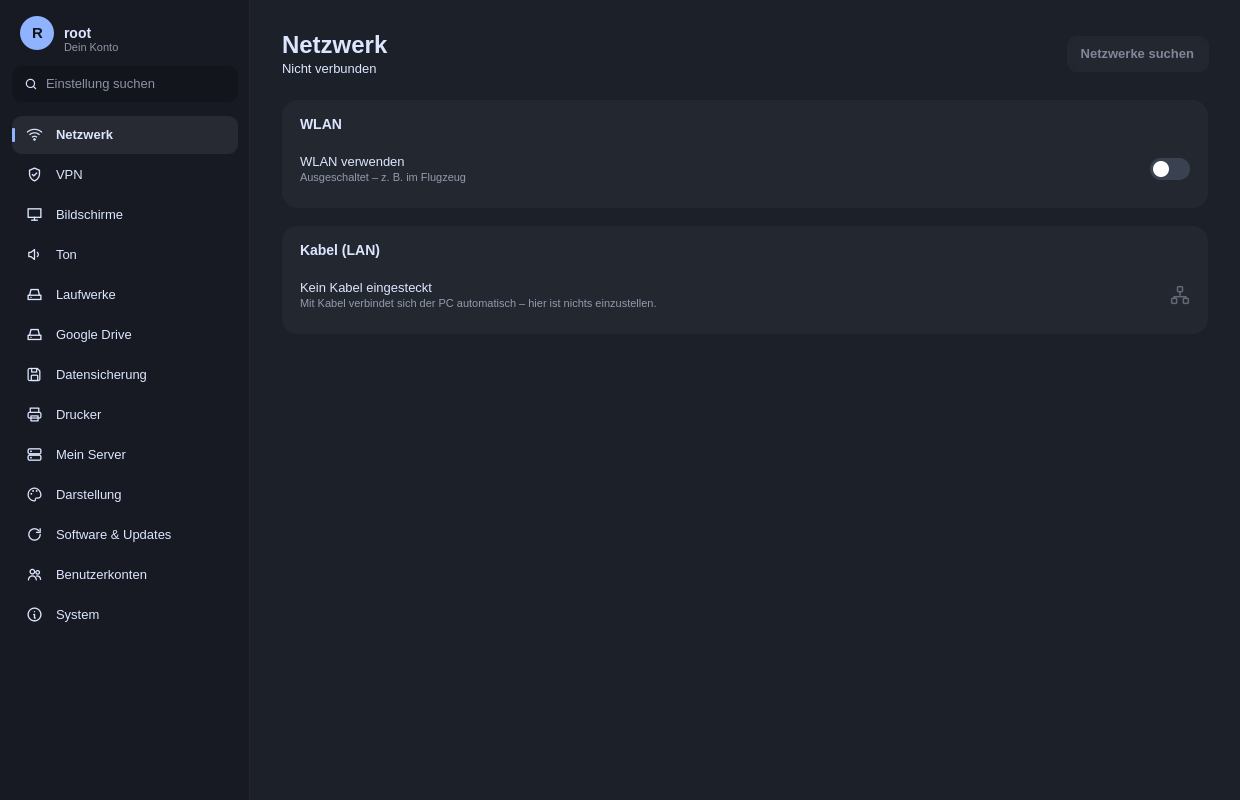 R
root
Dein Konto
Einstellung suchen
Netzwerk
VPN
Bildschirme
Ton
Laufwerke
Google Drive
Datensicherung
Drucker
Mein Server
Darstellung
Software & Updates
Benutzerkonten
System
Netzwerk
Nicht verbunden
Netzwerke suchen
WLAN
WLAN verwenden
Ausgeschaltet – z. B. im Flugzeug
Kabel (LAN)
Kein Kabel eingesteckt
Mit Kabel verbindet sich der PC automatisch – hier ist nichts einzustellen.